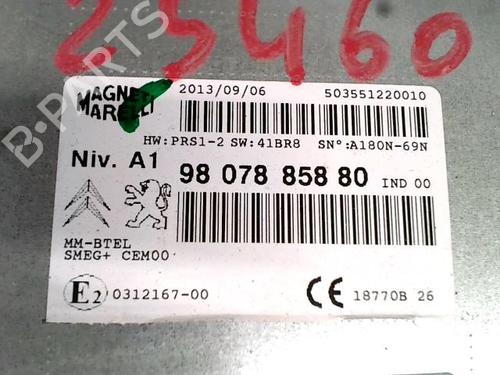 25460
MAGNETI
MARELLI
2013/09/06 503551220010
HW:PRS1-2 SW:41BR8 SN°:A180N-69N
Niv. A1
98 078 858 80 IND 00
MM-BTEL
SMEG+ CEM00
E2 0312167-00
CE 18770B 26
B-PARTS